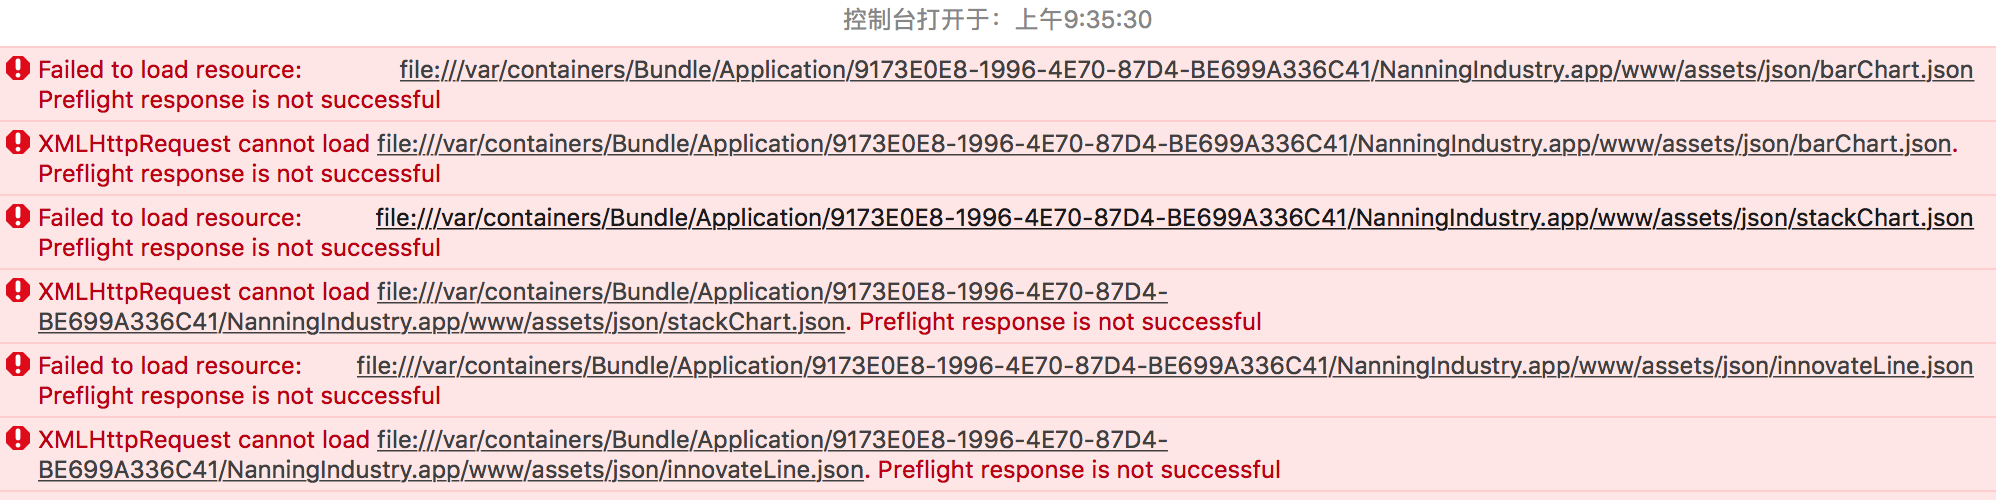 控制台打开于：上午9:35:30
Failed to load resource: file:///var/containers/Bundle/Application/9173E0E8-1996-4E70-87D4-BE699A336C41/NanningIndustry.app/www/assets/json/barChart.json
Preflight response is not successful
XMLHttpRequest cannot load file:///var/containers/Bundle/Application/9173E0E8-1996-4E70-87D4-BE699A336C41/NanningIndustry.app/www/assets/json/barChart.json.
Preflight response is not successful
Failed to load resource: file:///var/containers/Bundle/Application/9173E0E8-1996-4E70-87D4-BE699A336C41/NanningIndustry.app/www/assets/json/stackChart.json
Preflight response is not successful
XMLHttpRequest cannot load file:///var/containers/Bundle/Application/9173E0E8-1996-4E70-87D4-
BE699A336C41/NanningIndustry.app/www/assets/json/stackChart.json. Preflight response is not successful
Failed to load resource: file:///var/containers/Bundle/Application/9173E0E8-1996-4E70-87D4-BE699A336C41/NanningIndustry.app/www/assets/json/innovateLine.json
Preflight response is not successful
XMLHttpRequest cannot load file:///var/containers/Bundle/Application/9173E0E8-1996-4E70-87D4-
BE699A336C41/NanningIndustry.app/www/assets/json/innovateLine.json. Preflight response is not successful